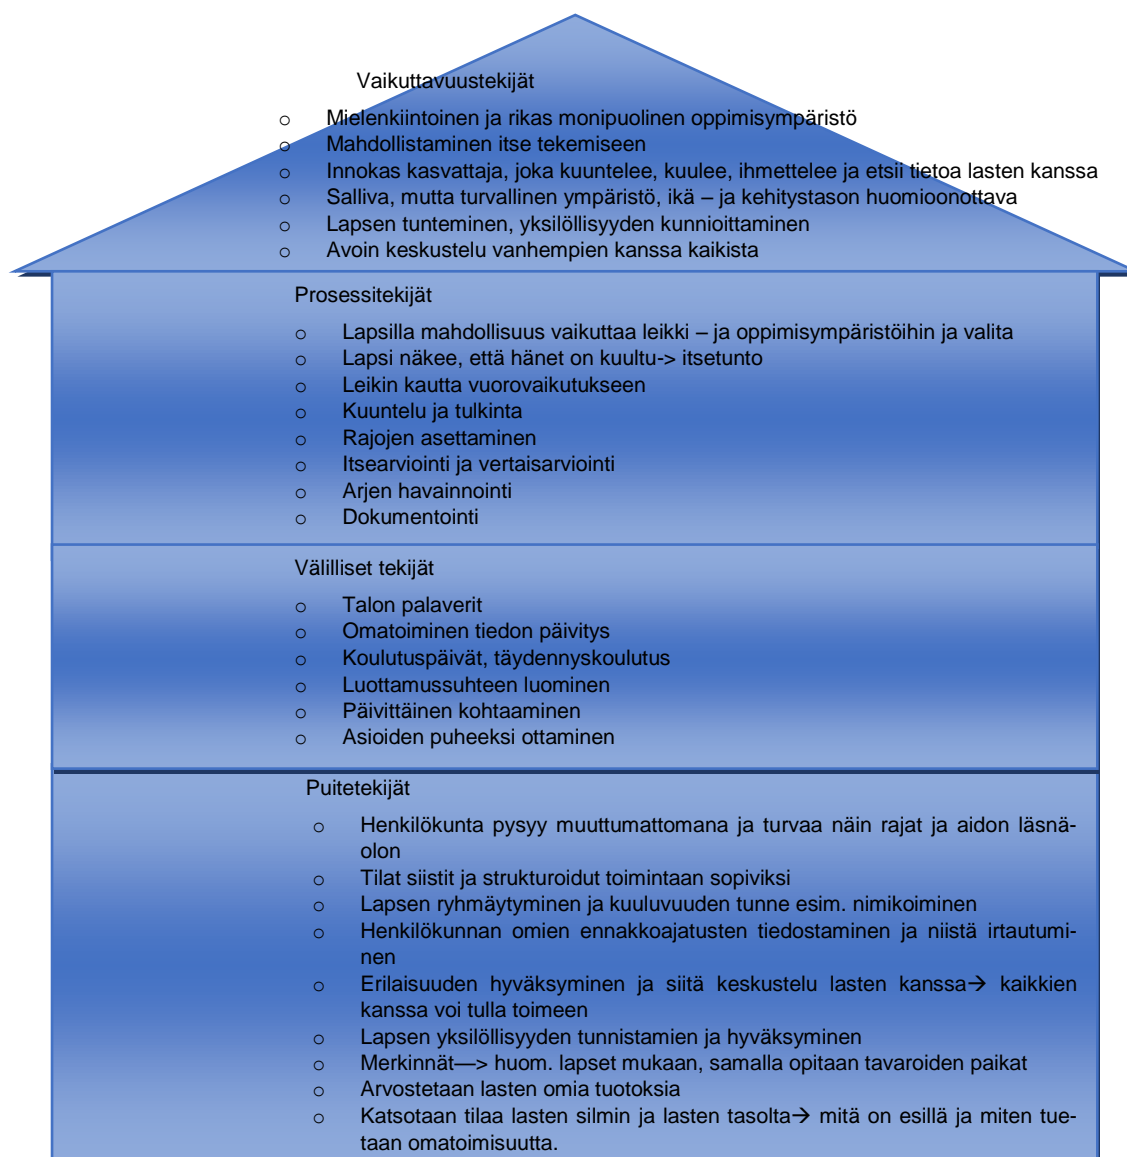 Vaikuttavuustekijät
o Mielenkiintoinen ja rikas monipuolinen oppimisympäristö
o Mahdollistaminen itse tekemiseen
o Innokas kasvattaja, joka kuuntelee, kuulee, ihmettelee ja etsii tietoa lasten kanssa
o Salliva, mutta turvallinen ympäristö, ikä – ja kehitystason huomioonottava
o Lapsen tunteminen, yksilöllisyyden kunnioittaminen
o Avoin keskustelu vanhempien kanssa kaikista
Prosessitekijät
o Lapsilla mahdollisuus vaikuttaa leikki – ja oppimisympäristöihin ja valita
o Lapsi näkee, että hänet on kuultu-> itsetunto
o Leikin kautta vuorovaikutukseen
o Kuuntelu ja tulkinta
o Rajojen asettaminen
o Itsearviointi ja vertaisarviointi
o Arjen havainnointi
o Dokumentointi
Välilliset tekijät
o Talon palaverit
o Omatoiminen tiedon päivitys
o Koulutuspäivät, täydennyskoulutus
o Luottamussuhteen luominen
o Päivittäinen kohtaaminen
o Asioiden puheeksi ottaminen
Puitetekijät
o Henkilökunta pysyy muuttumattomana ja turvaa näin rajat ja aidon läsnä-
olon
o Tilat siistit ja strukturoidut toimintaan sopiviksi
o Lapsen ryhmäytyminen ja kuuluvuuden tunne esim. nimikoiminen
o Henkilökunnan omien ennakkoajatusten tiedostaminen ja niistä irtautumi-
nen
o Erilaisuuden hyväksyminen ja siitä keskustelu lasten kanssa→ kaikkien
kanssa voi tulla toimeen
o Lapsen yksilöllisyyden tunnistamien ja hyväksyminen
o Merkinnät—> huom. lapset mukaan, samalla opitaan tavaroiden paikat
o Arvostetaan lasten omia tuotoksia
o Katsotaan tilaa lasten silmin ja lasten tasolta→ mitä on esillä ja miten tue-
taan omatoimisuutta.